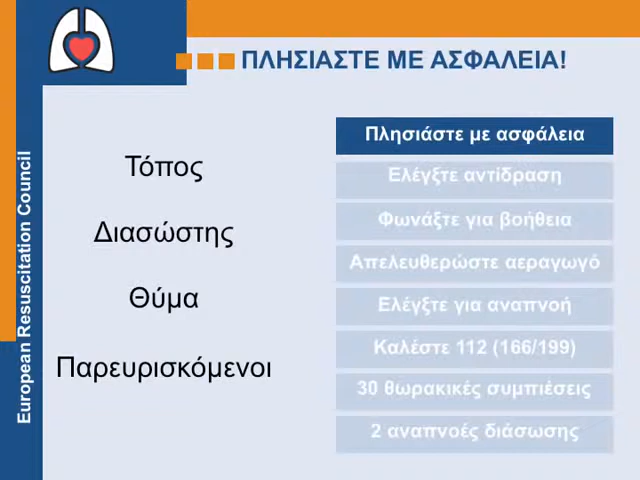 ΠΛΗΣΙΑΣΤΕ ΜΕ ΑΣΦΑΛΕΙΑ!
European Resuscitation Council
Τόπος
Διασώστης
Θύμα
Παρευρισκόμενοι
Πλησιάστε με ασφάλεια
Ελέγξτε αντίδραση
Φωνάξτε για βοήθεια
Απελευθερώστε αεραγωγό
Ελέγξτε για αναπνοή
Καλέστε 112 (166/199)
30 θωρακικές συμπιέσεις
2 αναπνοές διάσωσης